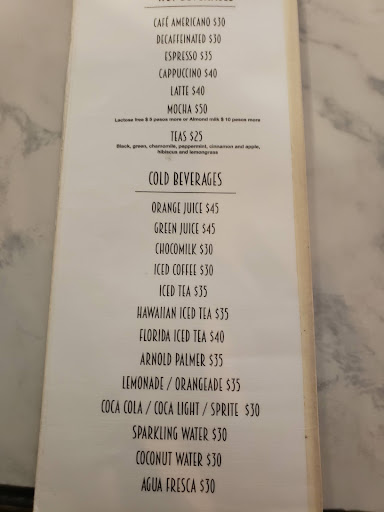 HOT BEVERAGES
CAFÉ AMERICANO $30
DECAFFEINATED $30
ESPRESSO $35
CAPPUCCINO $40
LATTE $40
MOCHA $50
Lactose free $ 5 pesos more or Almond milk $ 10 pesos more
TEAS $25
Black, green, chamomile, peppermint, cinnamon and apple,
hibiscus and lemongrass
COLD BEVERAGES
ORANGE JUICE $45
GREEN JUICE $45
CHOCOMILK $30
ICED COFFEE $30
ICED TEA $35
HAWAIIAN ICED TEA $35
FLORIDA ICED TEA $40
ARNOLD PALMER $35
LEMONADE / ORANGEADE $35
COCA COLA / COCA LIGHT / SPRITE $30
SPARKLING WATER $30
COCONUT WATER $30
AGUA FRESCA $30